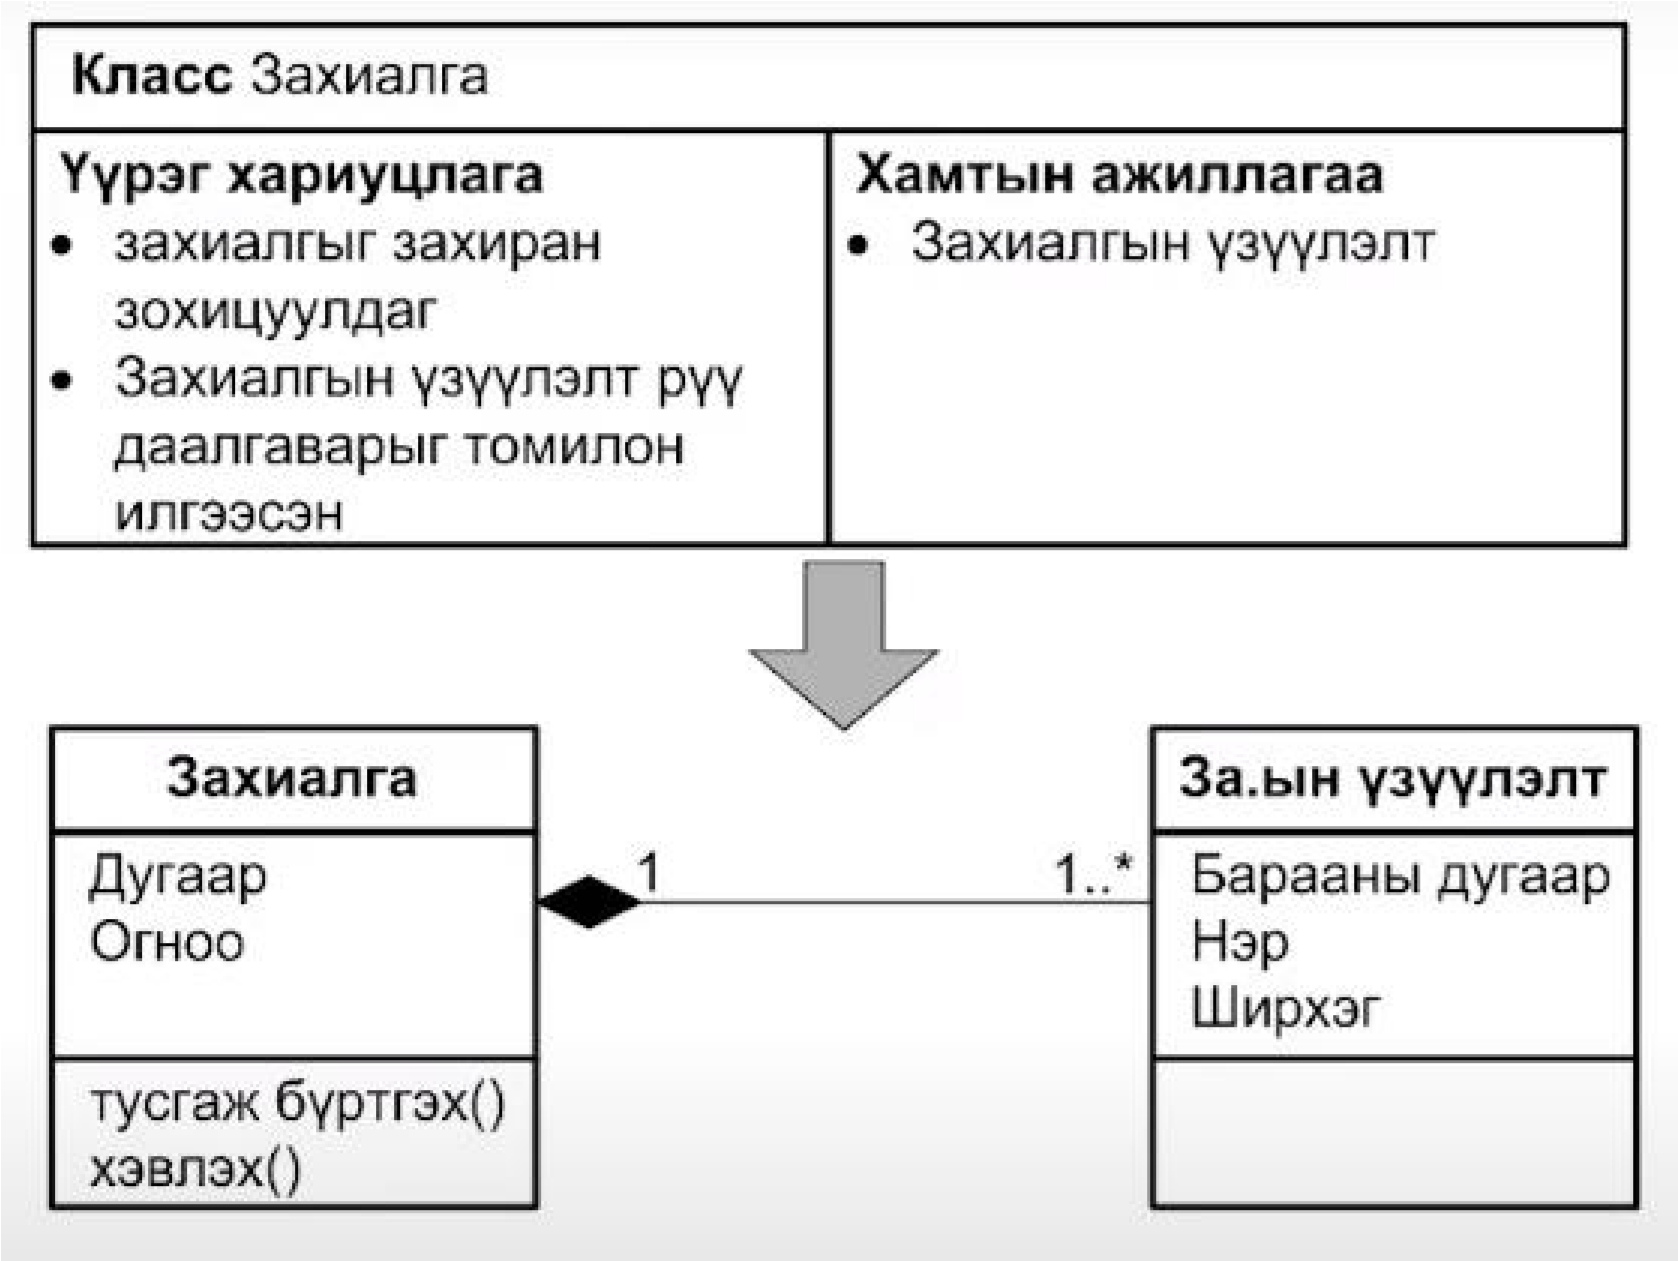 Класс Захиалга
Үүрэг хариуцлага
• захиалгыг захиран
зохицуулдаг
• Захиалгын үзүүлэлт рүү
даалгаварыг томилон
илгээсэн
Хамтын ажиллагаа
• Захиалгын үзүүлэлт
Захиалга
Дугаар
Огноо
тусгаж бүртгэх()
хэвлэх()
1
1..*
За.ын үзүүлэлт
Барааны дугаар
Нэр
Ширхэг